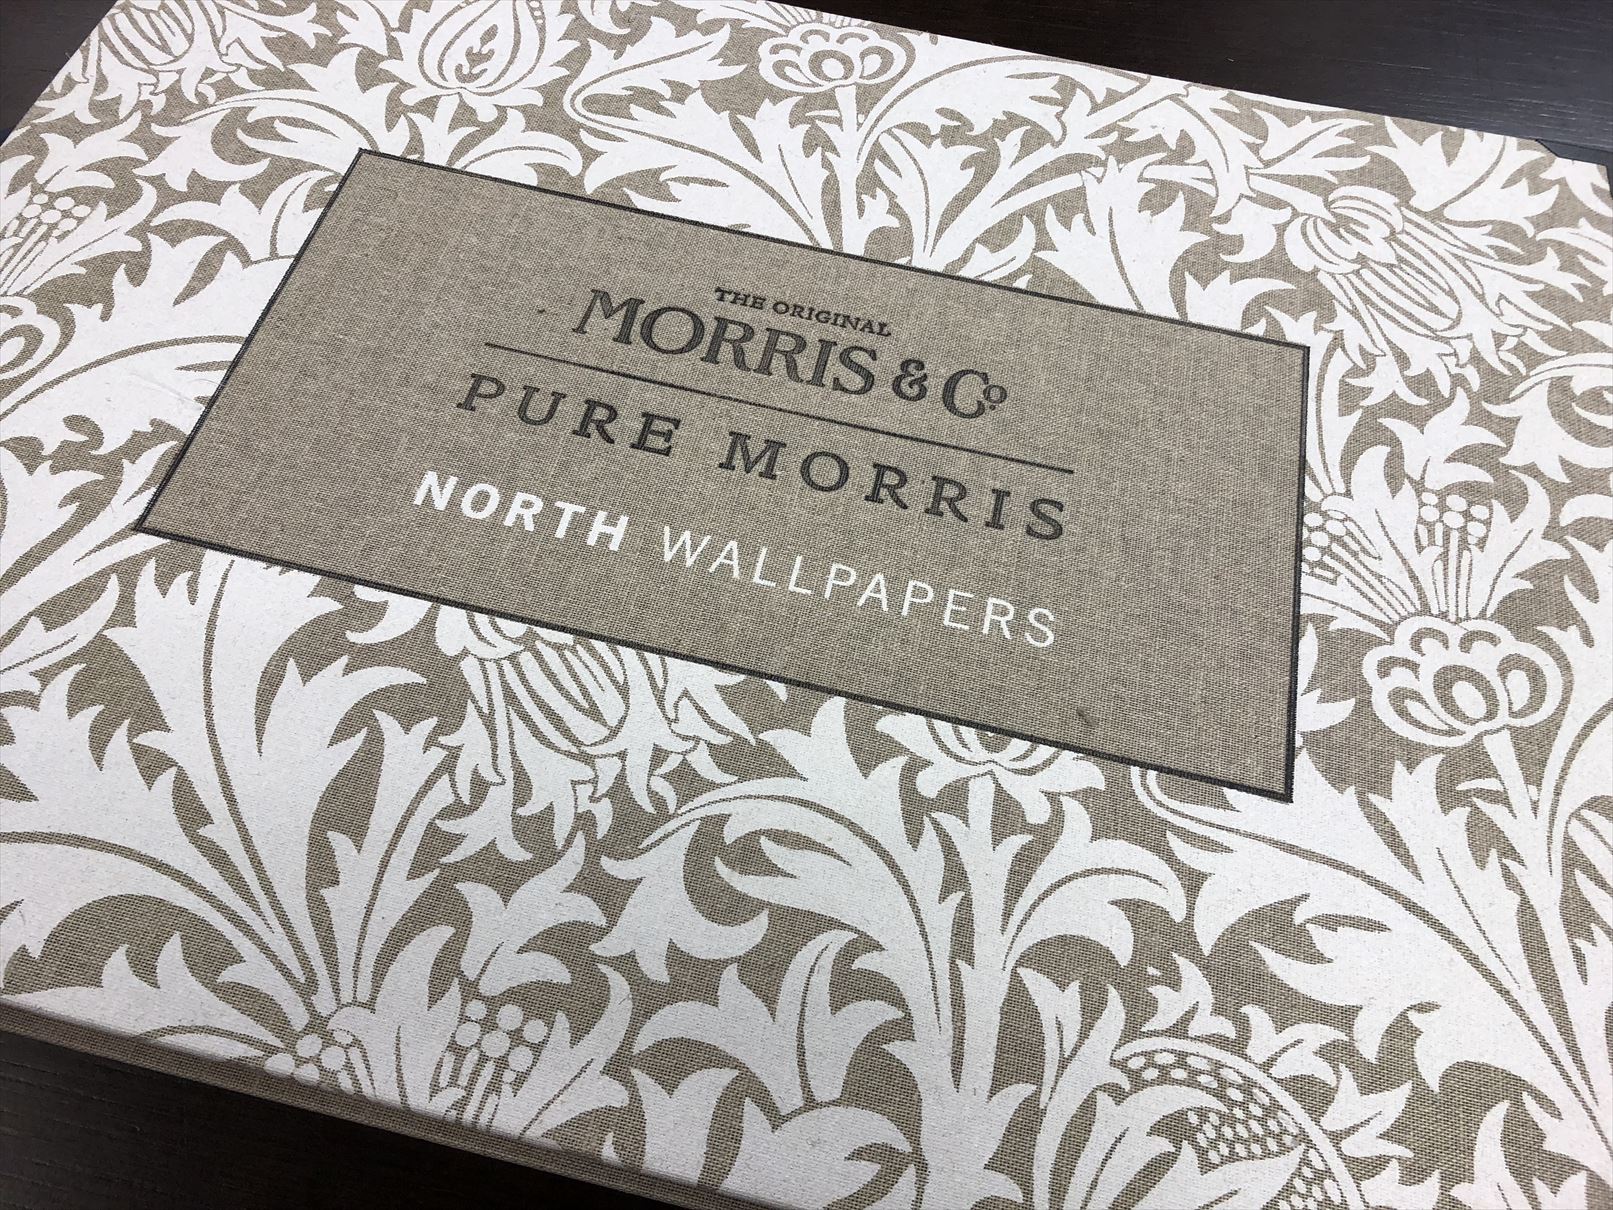 THE ORIGINAL
MORRIS & Co.
PURE MORRIS
NORTH WALLPAPERS